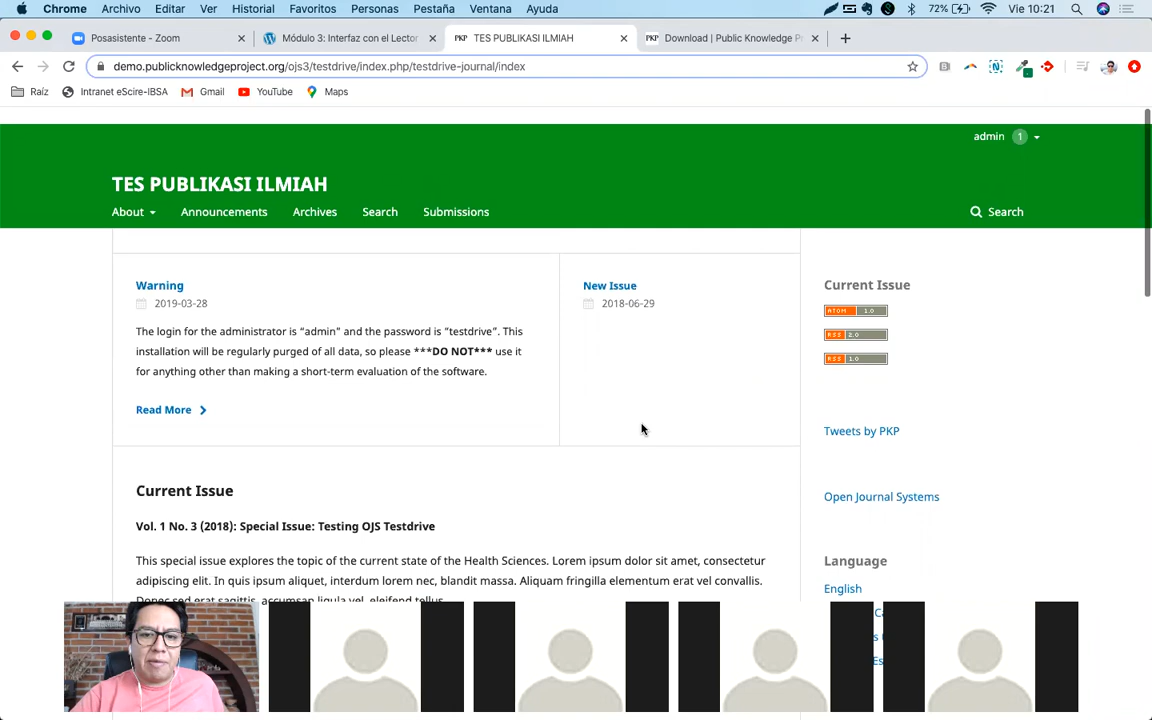 Chrome Archivo Editar Ver Historial Favoritos Personas Pestaña Ventana Ayuda 72% Vie 10:21
Posasistente - Zoom Módulo 3: Interfaz con el Lector TES PUBLIKASI ILMIAH Download | Public Knowledge Pr
demo.publicknowledgeproject.org/ojs3/testdrive/index.php/testdrive-journal/index
Raíz Intranet eScire-IBSA Gmail YouTube Maps
admin 1
TES PUBLIKASI ILMIAH
About Announcements Archives Search Submissions Search
Warning
2019-03-28
The login for the administrator is “admin” and the password is “testdrive”. This
installation will be regularly purged of all data, so please ***DO NOT*** use it
for anything other than making a short-term evaluation of the software.
Read More
New Issue
2018-06-29
Current Issue
Vol. 1 No. 3 (2018): Special Issue: Testing OJS Testdrive
This special issue explores the topic of the current state of the Health Sciences. Lorem ipsum dolor sit amet, consectetur
adipiscing elit. In quis ipsum aliquet, interdum lorem nec, blandit massa. Aliquam fringilla elementum erat vel convallis.
Donec sed erat sagittis, accumsan ligula vel, eleifend tellus.
Current Issue
ATOM 1.0
RSS 2.0
RSS 1.0
Tweets by PKP
Open Journal Systems
Language
English